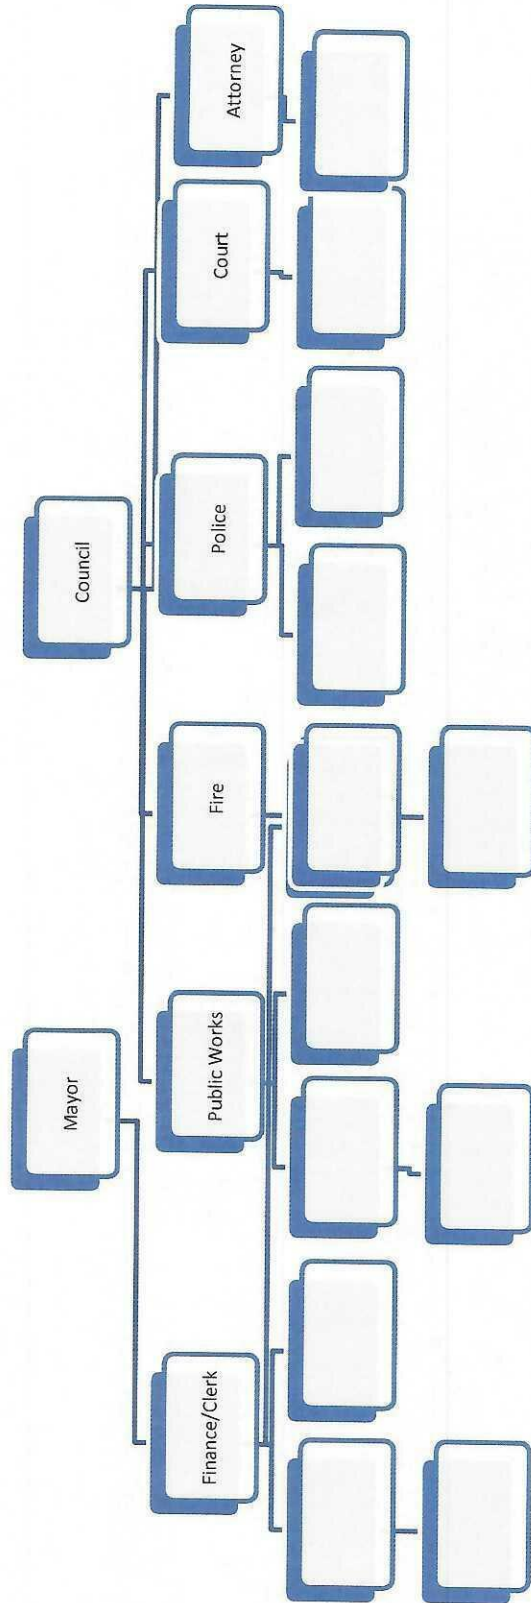 Mayor
Council
Finance/Clerk
Public Works
Fire
Police
Court
Attorney